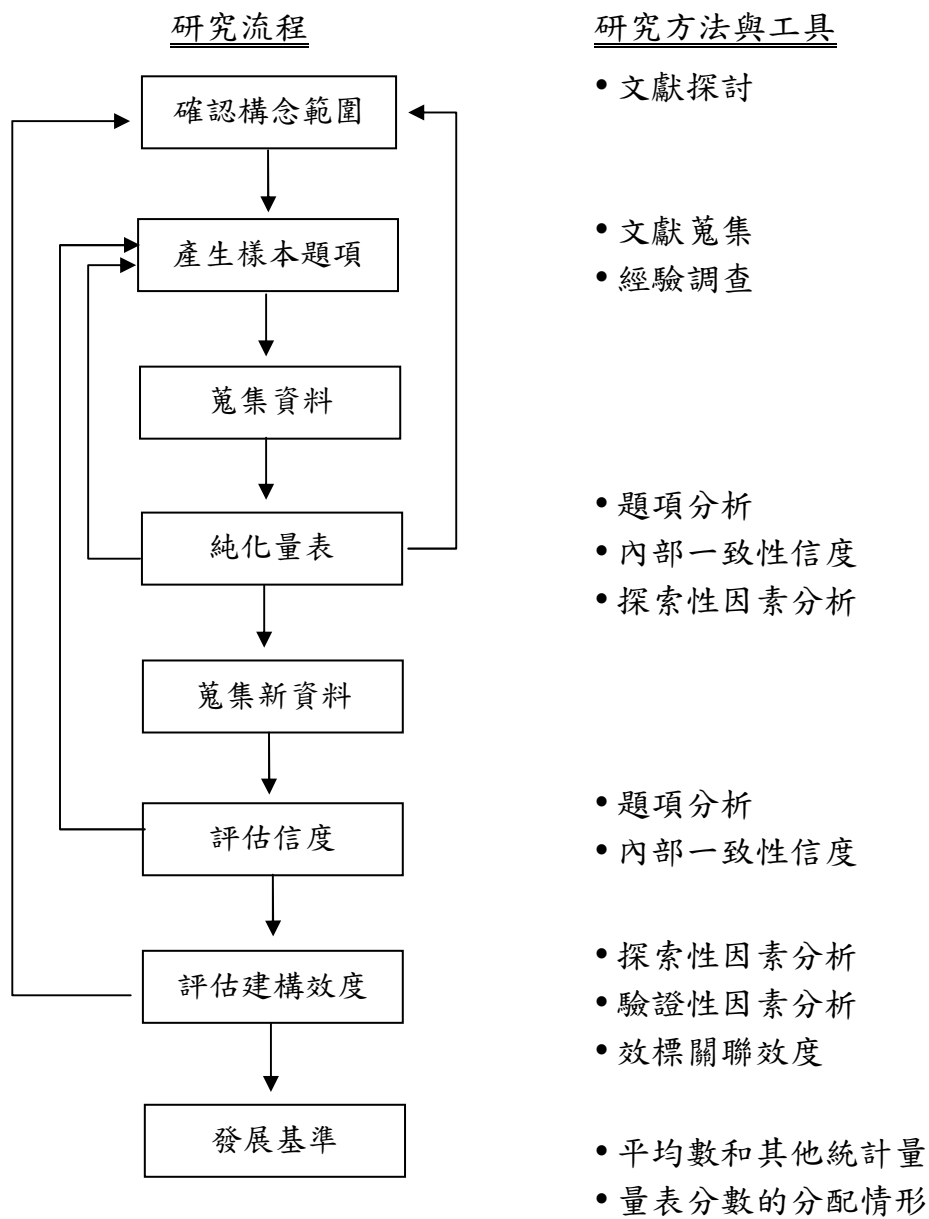 研究流程
研究方法與工具
確認構念範圍
•文獻探討
產生樣本題項
•文獻蒐集
•經驗調查
蒐集資料
純化量表
•題項分析
•內部一致性信度
•探索性因素分析
蒐集新資料
評估信度
•題項分析
•內部一致性信度
評估建構效度
•探索性因素分析
•驗證性因素分析
•效標關聯效度
發展基準
•平均數和其他統計量
•量表分數的分配情形